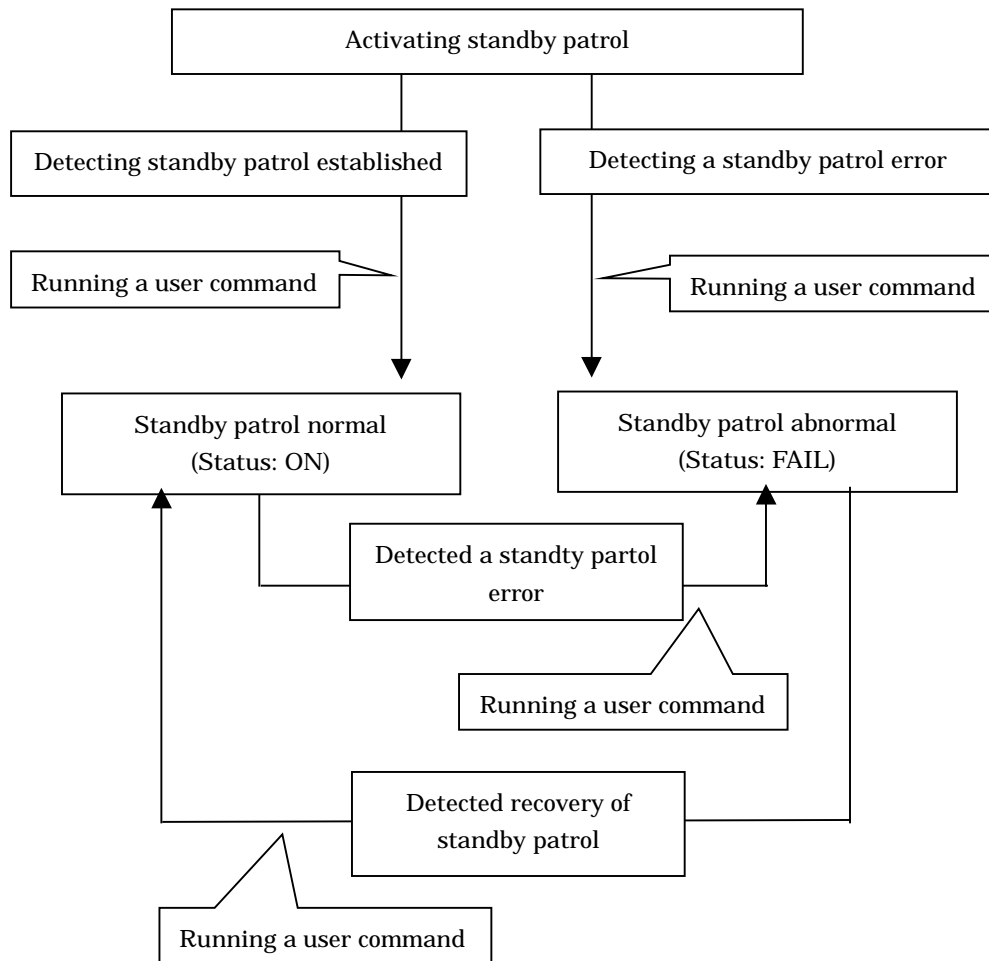 Activating standby patrol
Detecting standby patrol established
Detecting a standby patrol error
Running a user command
Running a user command
Standby patrol normal
(Status: ON)
Standby patrol abnormal
(Status: FAIL)
Detected a standty partol
error
Running a user command
Detected recovery of
standby patrol
Running a user command